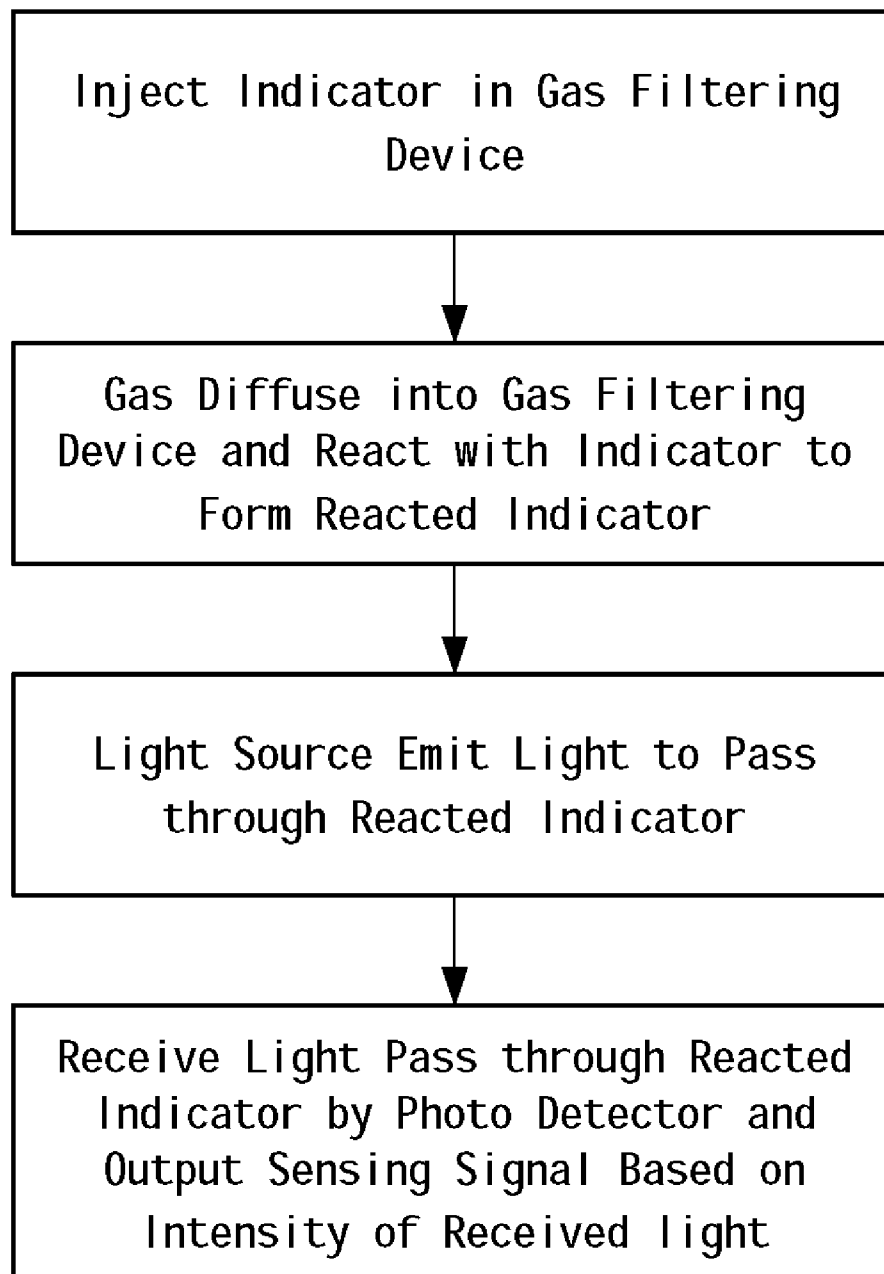 Inject Indicator in Gas Filtering
Device
Gas Diffuse into Gas Filtering
Device and React with Indicator to
Form Reacted Indicator
Light Source Emit Light to Pass
through Reacted Indicator
Receive Light Pass through Reacted
Indicator by Photo Detector and
Output Sensing Signal Based on
Intensity of Received light